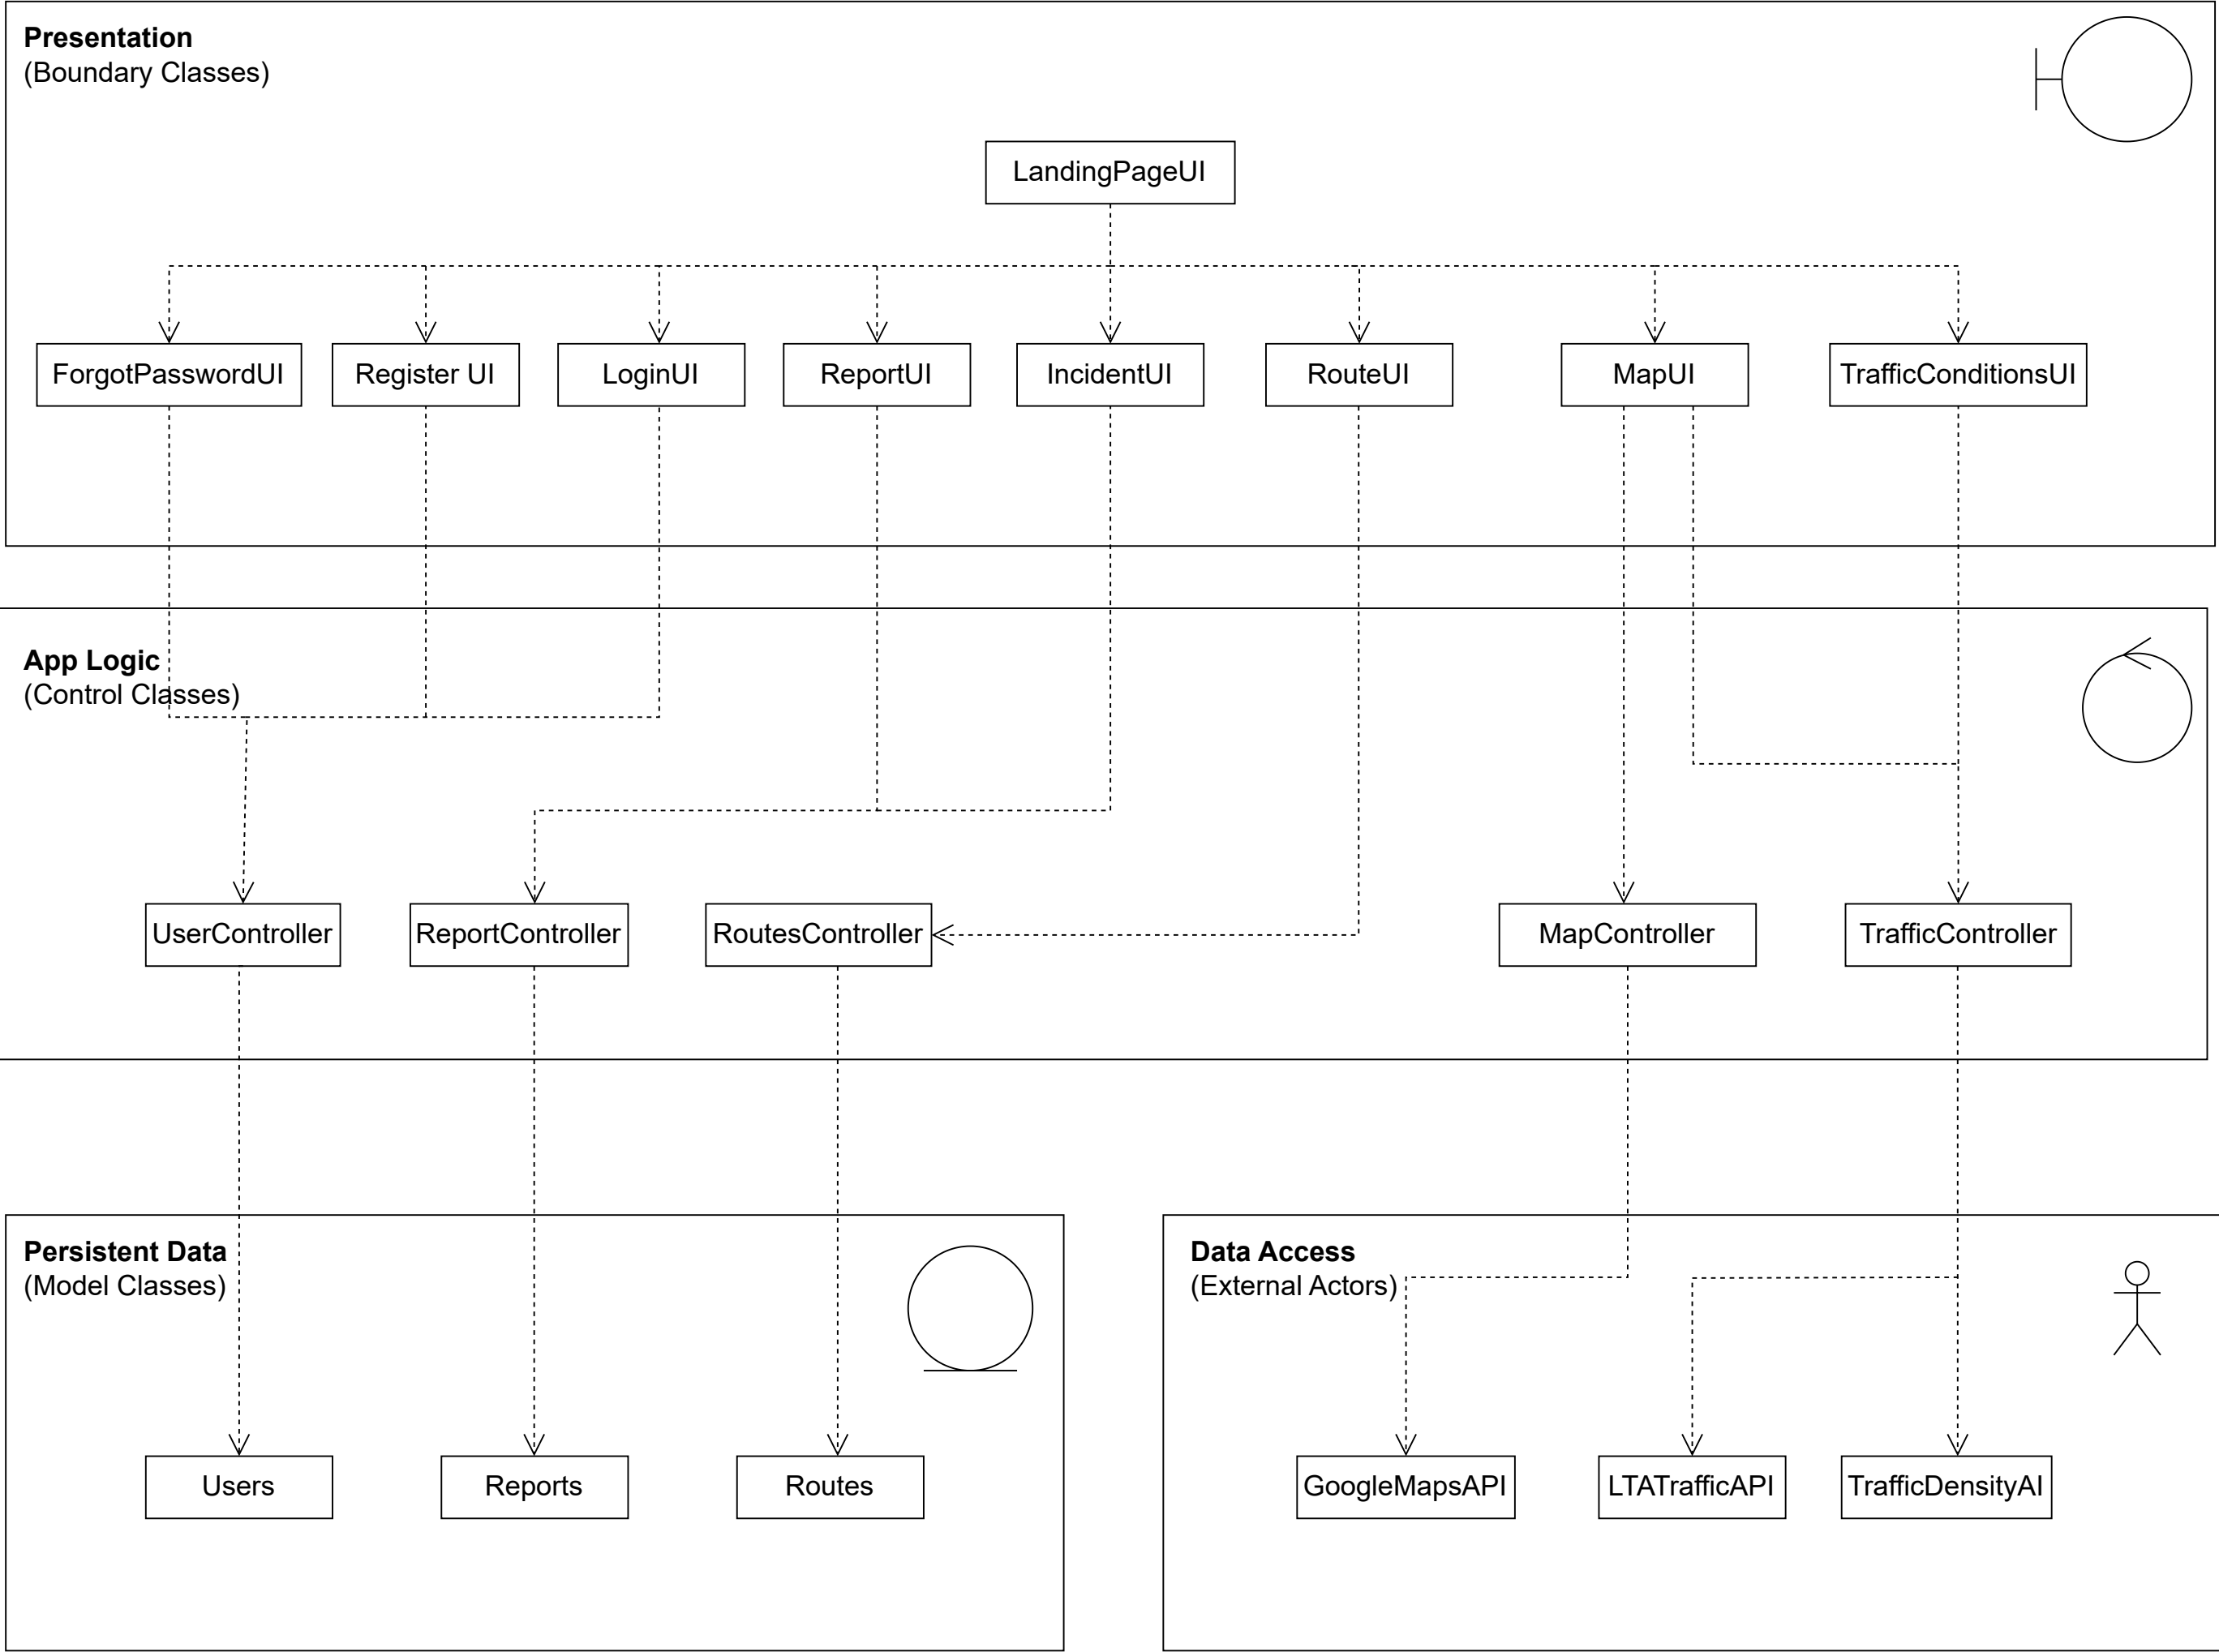 Presentation
(Boundary Classes)
LandingPageUI
ForgotPasswordUI
Register UI
LoginUI
ReportUI
IncidentUI
RouteUI
MapUI
TrafficConditionsUI
App Logic
(Control Classes)
UserController
ReportController
RoutesController
MapController
TrafficController
Persistent Data
(Model Classes)
Data Access
(External Actors)
Users
Reports
Routes
GoogleMapsAPI
LTATrafficAPI
TrafficDensityAI